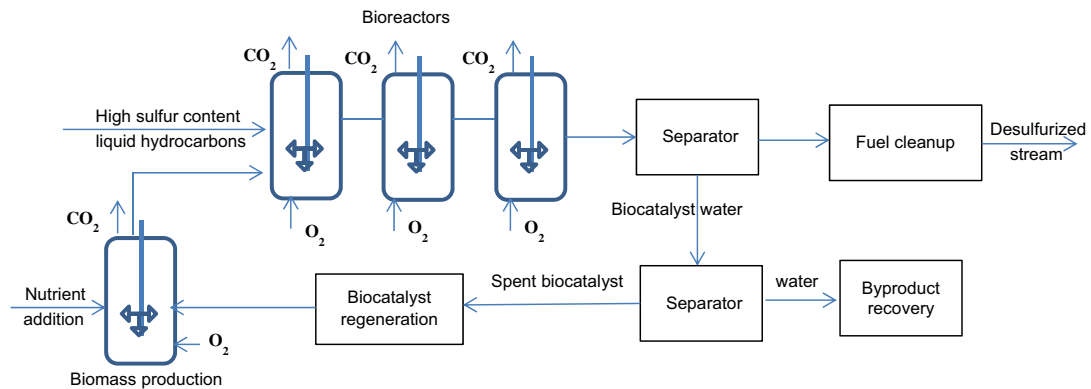 Bioreactors
CO2
CO2
CO2
High sulfur content
liquid hydrocarbons
Separator
Fuel cleanup
Desulfurized
stream
O2
O2
O2
Biocatalyst water
CO2
Nutrient
addition
Biocatalyst
regeneration
Spent biocatalyst
Separator
water
Byproduct
recovery
O2
Biomass production